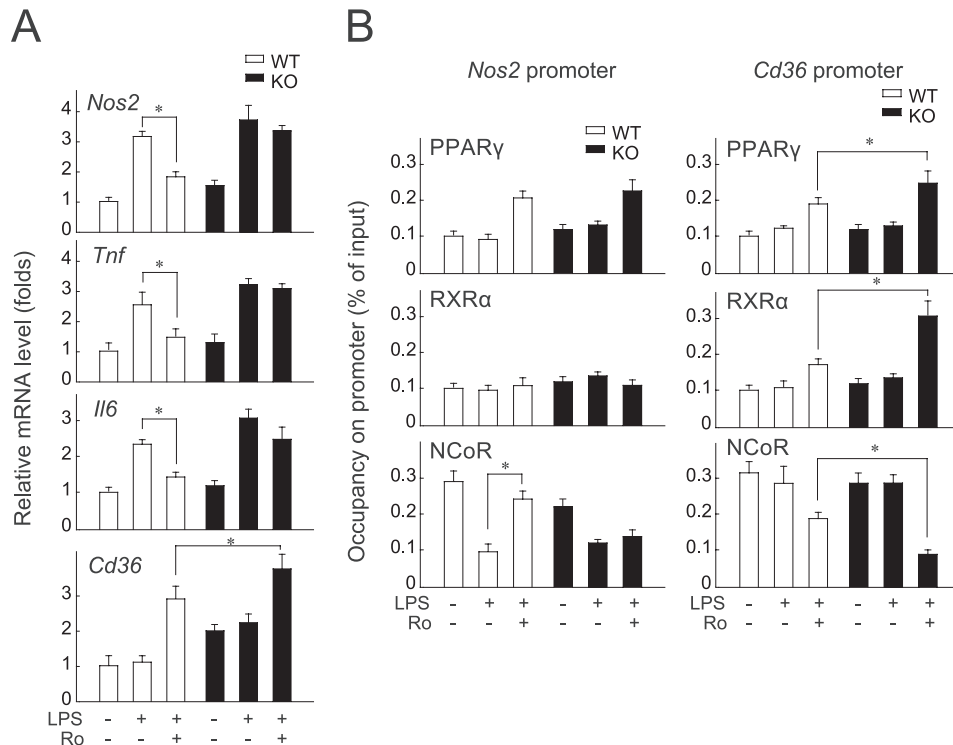 A
Relative mRNA level (folds)
WT
KO
Nos2
*
4
3
2
1
0
Tnf
*
4
3
2
1
0
Il6
*
3
2
1
0
Cd36
*
3
2
1
0
LPS - + + - + +
Ro - - + - - +
B
Occupancy on promoter (% of input)
Nos2 promoter
WT
KO
PPARγ
0.3
0.2
0.1
0
RXRα
0.3
0.2
0.1
0
NCoR
*
0.3
0.2
0.1
0
LPS - + + - + +
Ro - - + - - +
Cd36 promoter
WT
KO
PPARγ
*
0.3
0.2
0.1
0
RXRα
*
0.3
0.2
0.1
0
NCoR
*
0.3
0.2
0.1
0
- + + - + +
- - + - - +